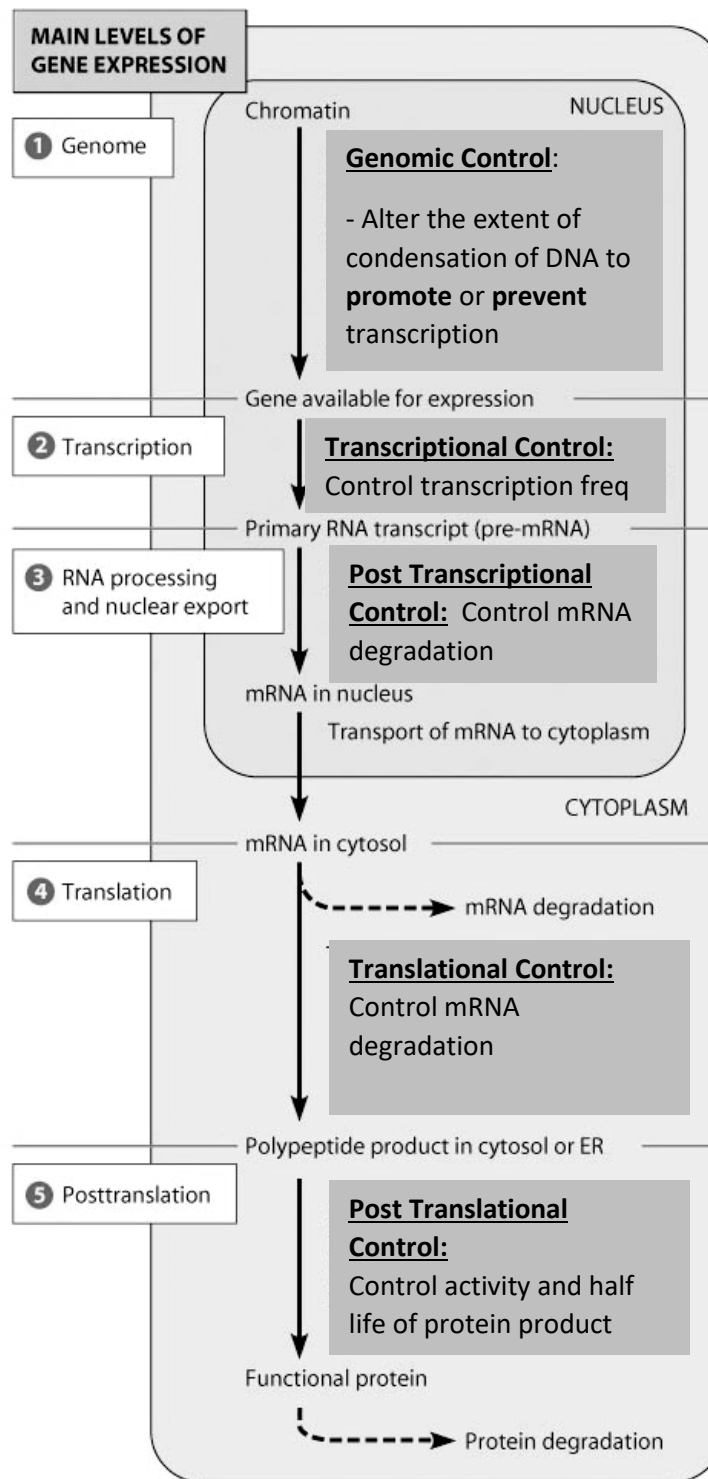 MAIN LEVELS OF
GENE EXPRESSION
Chromatin
NUCLEUS
1 Genome
Genomic Control:
- Alter the extent of
condensation of DNA to
promote or prevent
transcription
Gene available for expression
2 Transcription
Transcriptional Control:
Control transcription freq
Primary RNA transcript (pre-mRNA)
3 RNA processing
and nuclear export
Post Transcriptional
Control: Control mRNA
degradation
mRNA in nucleus
Transport of mRNA to cytoplasm
CYTOPLASM
mRNA in cytosol
4 Translation
mRNA degradation
Translational Control:
Control mRNA
degradation
Polypeptide product in cytosol or ER
5 Posttranslation
Post Translational
Control:
Control activity and half
life of protein product
Functional protein
Protein degradation